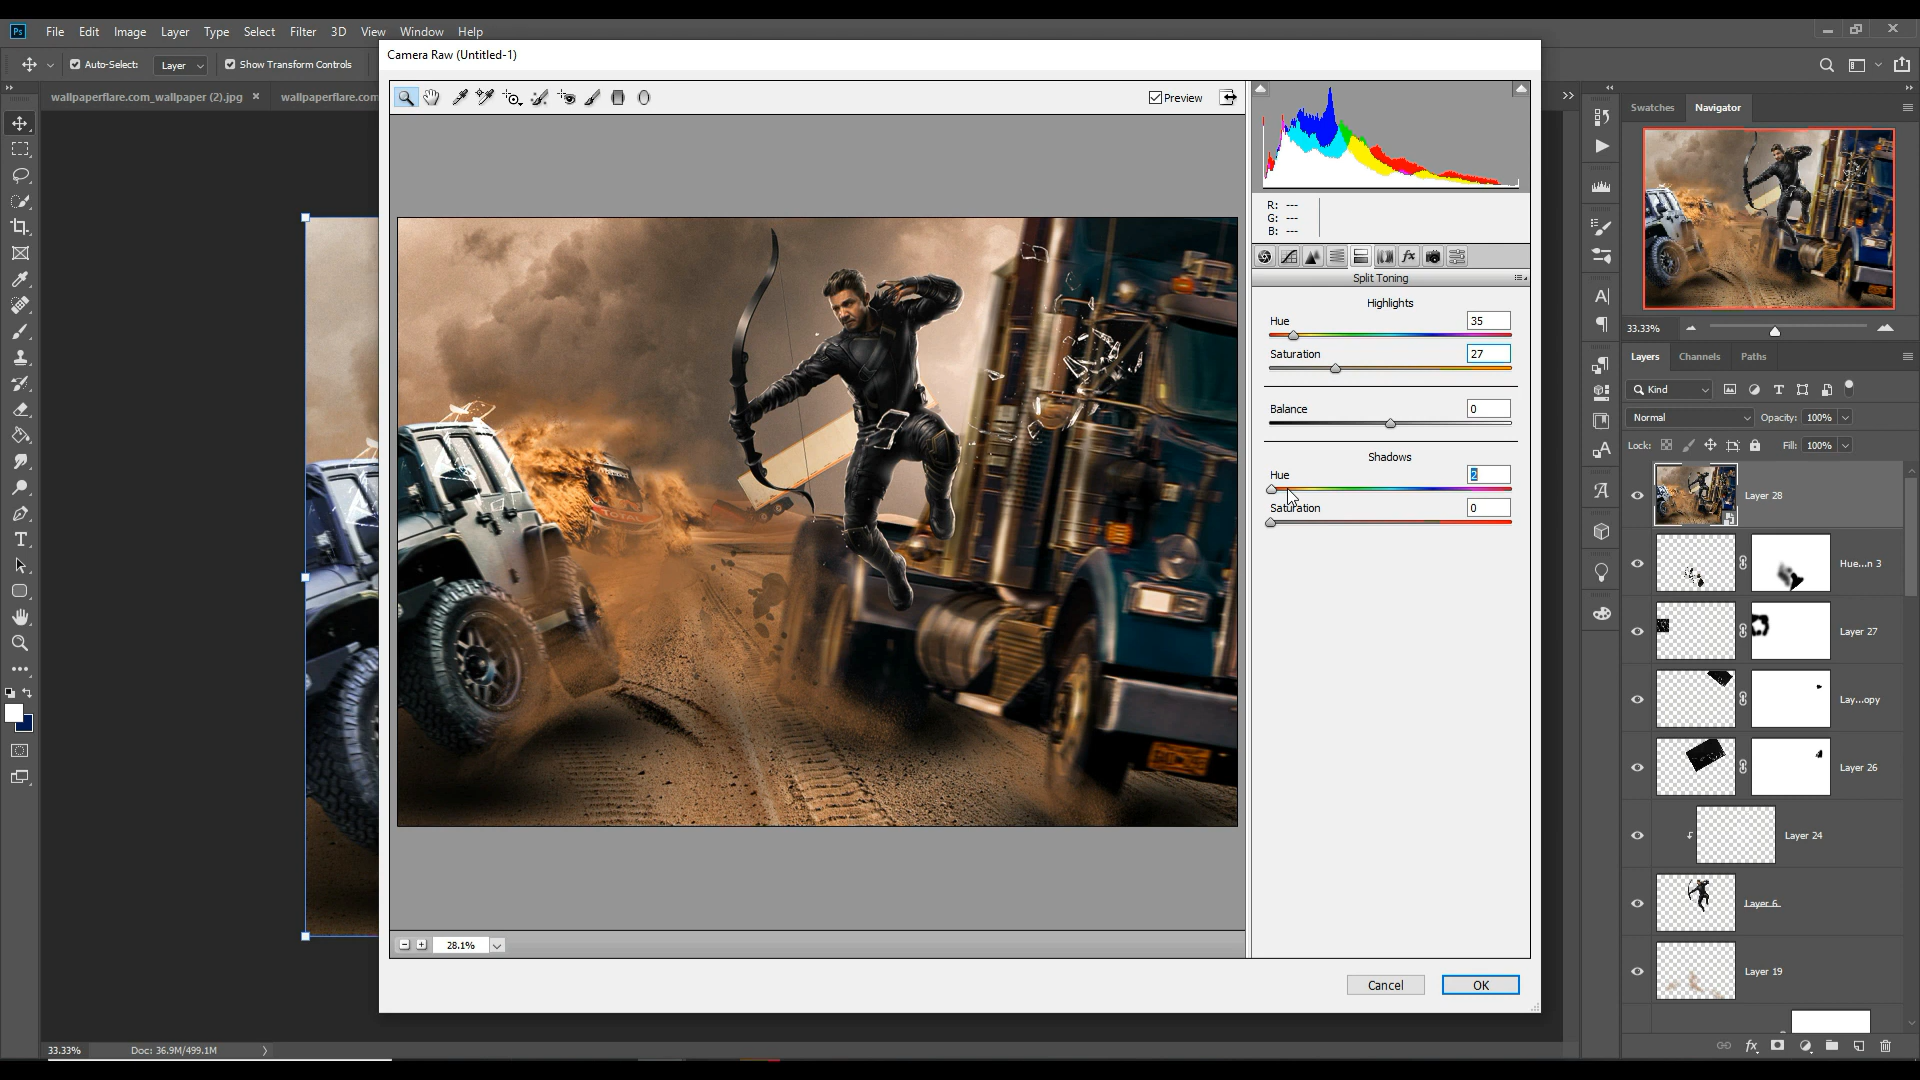 Ps File Edit Image Layer Type Select Filter 3D View Window Help
Camera Raw (Untitled-1)
Auto-Select: Layer Show Transform Controls
wallpaperflare.com_wallpaper (2).jpg × wallpaperflare.com
Preview
Swatches Navigator
R: ---
G: ---
B: ---
Split Toning
Highlights
Hue 35
Saturation 27
Balance 0
Shadows
Hue 2
Saturation 0
33.33%
Layers Channels Paths
Kind
Normal Opacity: 100%
Lock: Fill: 100%
Layer 28
Hue...n 3
Layer 27
Lay...opy
Layer 26
Layer 24
Layer 6
Layer 19
TOTAL
28.1%
Cancel OK
33.33% Doc: 36.9M/499.1M